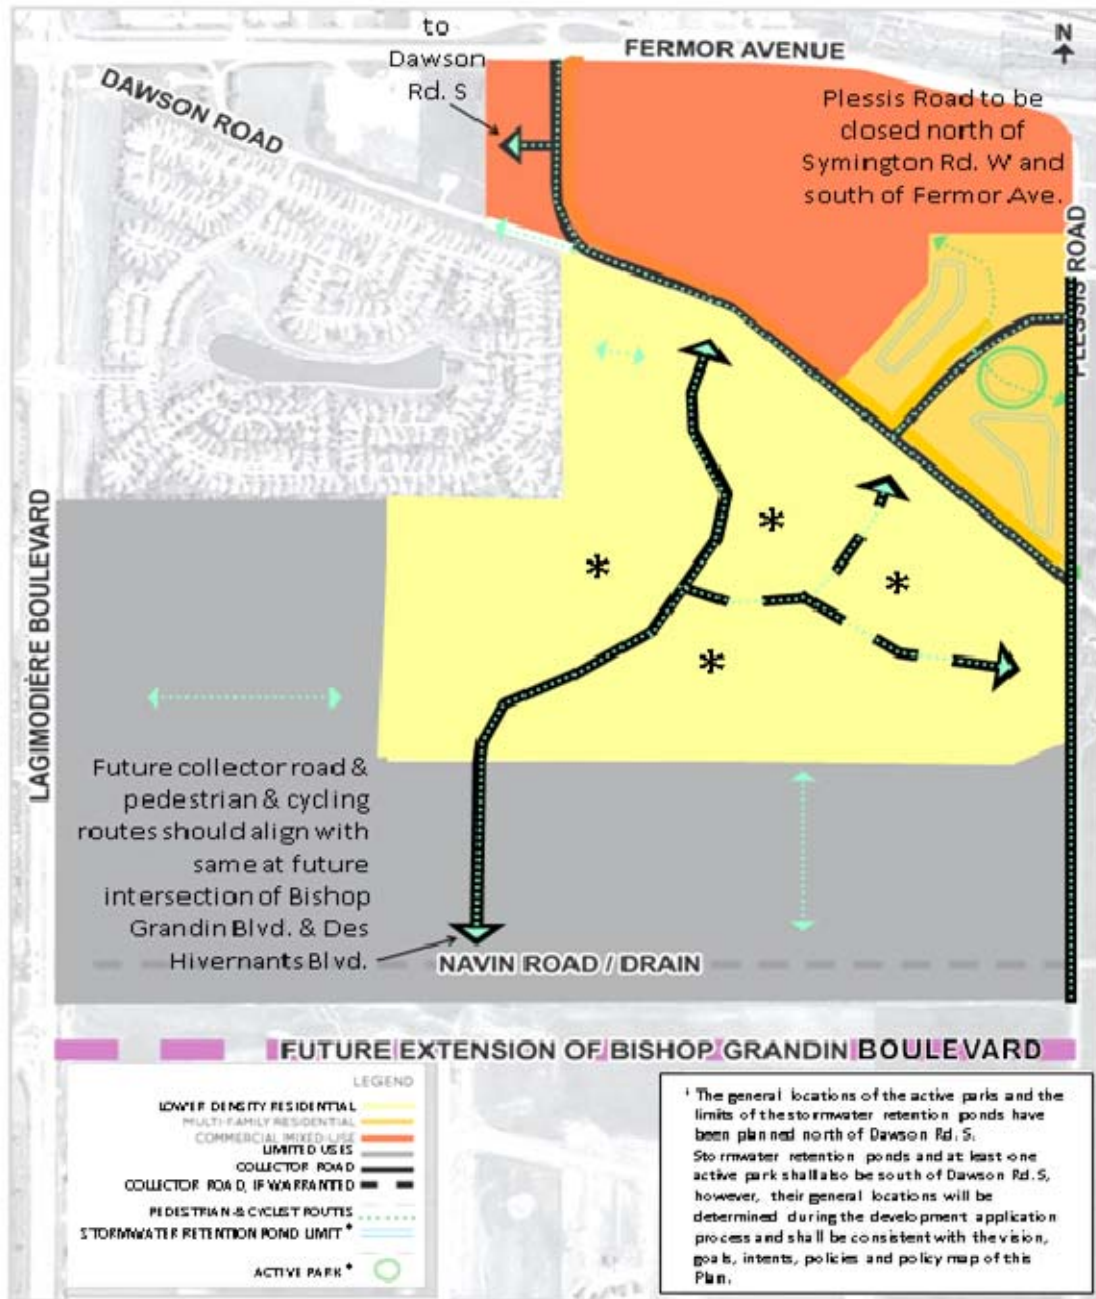 to
Dawson
Rd. S
FERMOR AVENUE
N
DAWSON ROAD
Plessis Road to be
closed north of
Symington Rd. W and
south of Fermor Ave.
PLESSIS ROAD
LAGIMODIÈRE BOULEVARD
*
*
*
*
Future collector road &
pedestrian & cycling
routes should align with
same at future
intersection of Bishop
Grandin Blvd. & Des
Hivernants Blvd.
NAVIN ROAD / DRAIN
FUTURE EXTENSION OF BISHOP GRANDIN BOULEVARD
LEGEND
LOWER DENSITY RESIDENTIAL
MULTI-FAMILY RESIDENTIAL
COMMERCIAL MIXED-USE
LIMITED USES
COLLECTOR ROAD
COLLECTOR ROAD, IF WARRANTED
PEDESTRIAN & CYCLIST ROUTES
STORMWATER RETENTION POND LIMIT *
ACTIVE PARK *
* The general locations of the active parks and the
limits of the stormwater retention ponds have
been planned north of Dawson Rd. S.
Stormwater retention ponds and at least one
active park shall also be south of Dawson Rd. S,
however, their general locations will be
determined during the development application
process and shall be consistent with the vision,
goals, intents, policies and policy map of this
Plan.